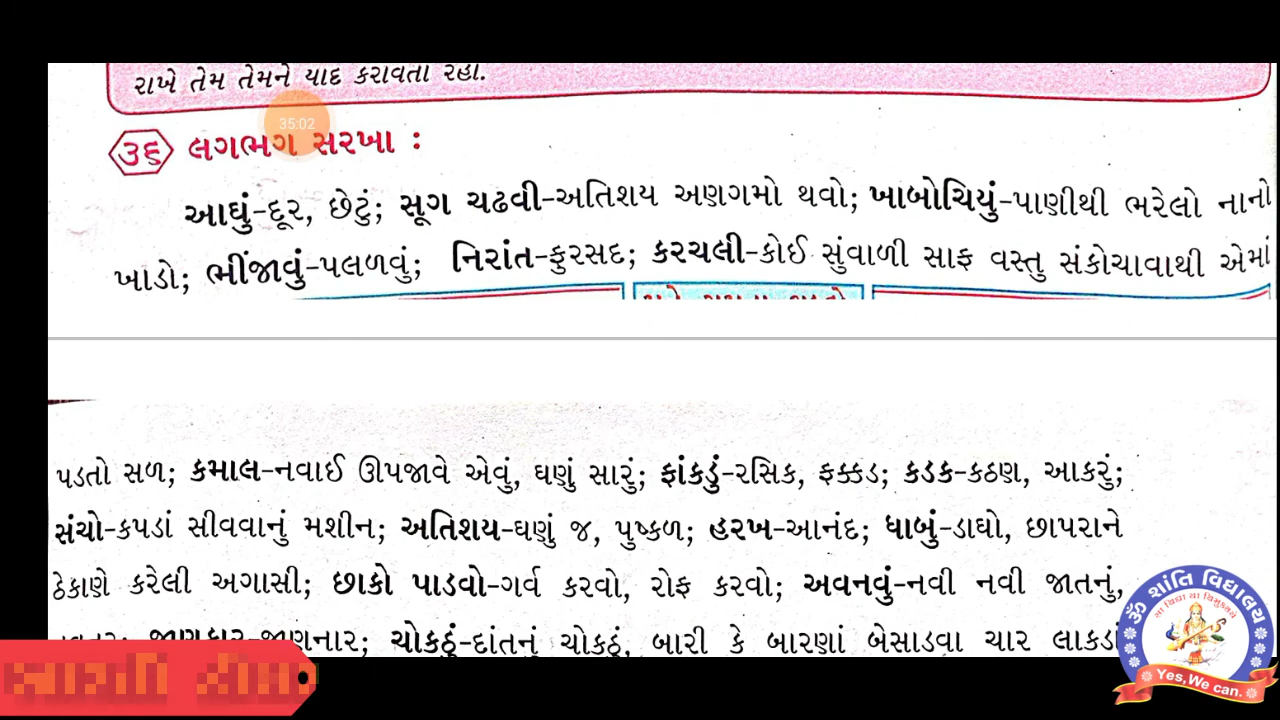 રાખે તેમ તેમને યાદ કરાવતા રહો.
35:02
૩૬ લગભગ સરખા :
આઘું-દૂર, છેટું; સૂગ ચઢવી-અતિશય અણગમો થવો; ખાબોચિયું-પાણીથી ભરેલો નાનો
ખાડો; ભીંજાવું-પલળવું; નિરાંત-ફુરસદ; કરચલી-કોઈ સુંવાળી સાફ વસ્તુ સંકોચાવાથી એમાં
પડતો સળ; કમાલ-નવાઈ ઊપજાવે એવું, ઘણું સારું; ફાંકડું-રસિક, ફક્કડ; કડક-કઠણ, આકરું;
સંચો-કપડાં સીવવાનું મશીન; અતિશય-ઘણું જ, પુષ્કળ; હરખ-આનંદ; ધાબું-ડાઘો, છાપરાને
ઠેકાણે કરેલી અગાસી; છાકો પાડવો-ગર્વ કરવો, રોફ કરવો; અવનવું-નવી નવી જાતનું,
જાણકાર-જાણનાર; ચોકઠું-દાંતનું ચોકઠું, બારી કે બારણાં બેસાડવા ચાર લાકડાં
ૐ શાંતિ વિદ્યાલય
सा विद्या या विमुक्तये
Yes, We can.